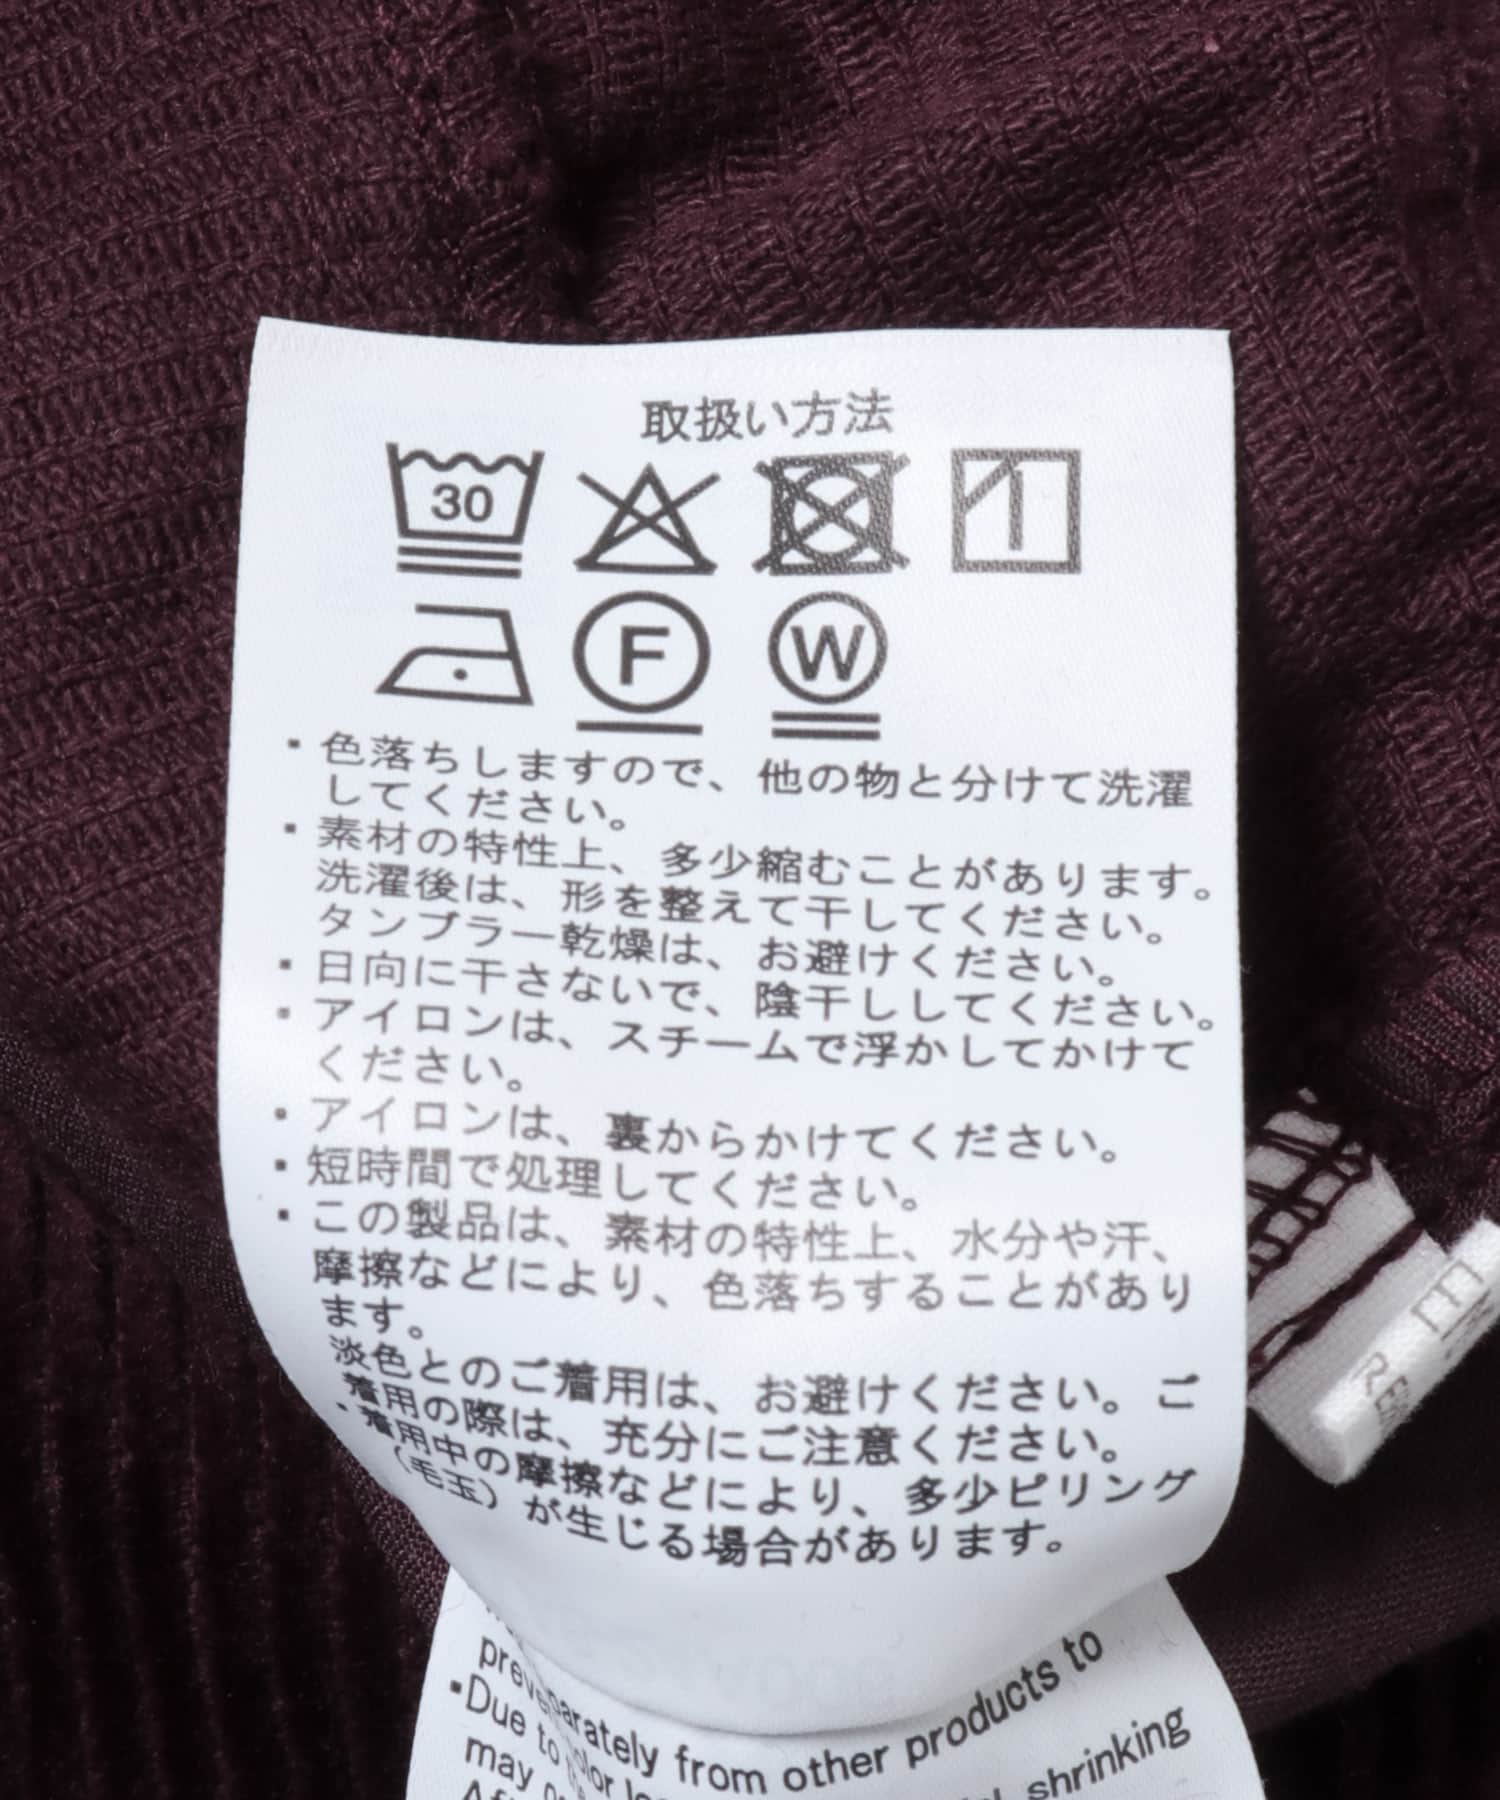 取扱い方法
30
F
W
・色落ちしますので、他の物と分けて洗濯
してください。
・素材の特性上、多少縮むことがあります。
洗濯後は、形を整えて干してください。
タンブラー乾燥は、お避けください。
・日向に干さないで、陰干ししてください。
・アイロンは、スチームで浮かしてかけて
ください。
・アイロンは、裏からかけてください。
・短時間で処理してください。
・この製品は、素材の特性上、水分や汗、
摩擦などにより、色落ちすることがあり
ます。
淡色とのご着用は、お避けください。ご
着用の際は、充分にご注意ください。
・着用中の摩擦などにより、多少ピリング
（毛玉）が生じる場合があります。
from other products to
・Due to
shrinking
may